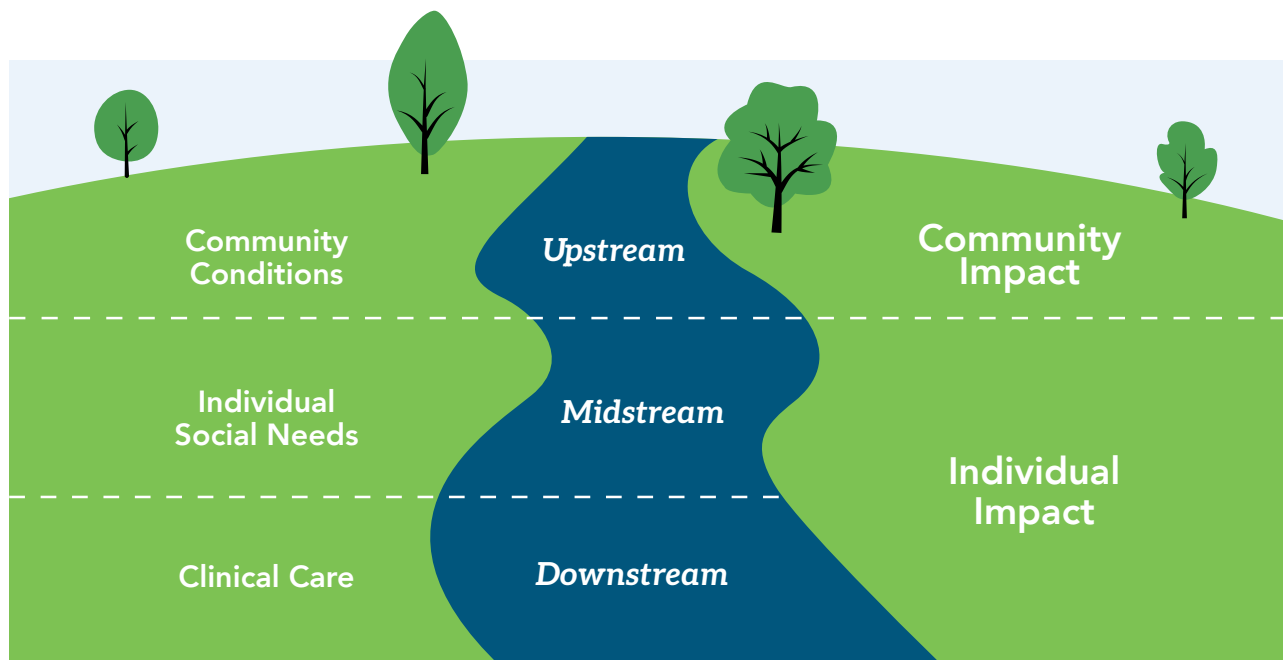 Community
Conditions
Upstream
Community
Impact
Individual
Social Needs
Midstream
Individual
Impact
Clinical Care
Downstream